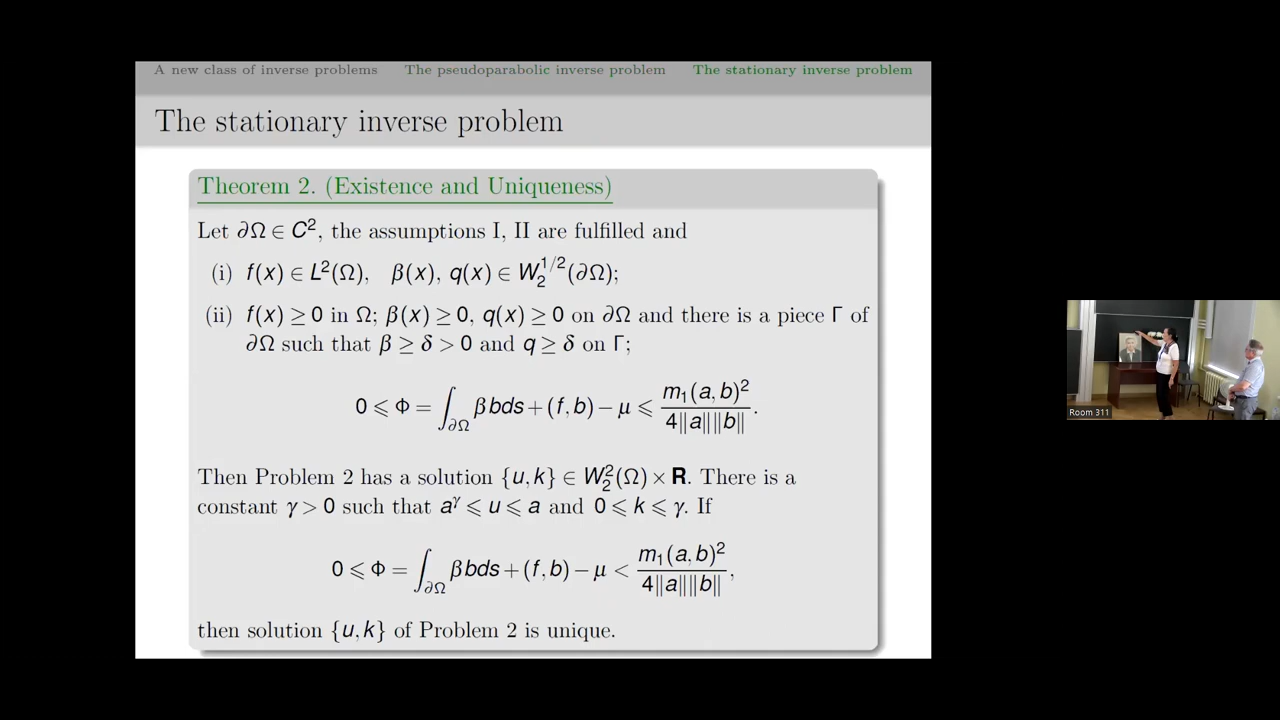 A new class of inverse problems The pseudoparabolic inverse problem The stationary inverse problem
The stationary inverse problem
Theorem 2. (Existence and Uniqueness)
Let ∂Ω ∈ C², the assumptions I, II are fulfilled and
(i) f(x) ∈ L²(Ω), β(x), q(x) ∈ W₂^{1/2}(∂Ω);
(ii) f(x) ≥ 0 in Ω; β(x) ≥ 0, q(x) ≥ 0 on ∂Ω and there is a piece Γ of
∂Ω such that β ≥ δ > 0 and q ≥ δ on Γ;
0 ⩽ Φ = ∫_{∂Ω} βbds + (f,b) − μ ⩽ m₁(a,b)² / 4‖a‖‖b‖.
Then Problem 2 has a solution {u,k} ∈ W₂²(Ω) × R. There is a
constant γ > 0 such that a^γ ⩽ u ⩽ a and 0 ⩽ k ⩽ γ. If
0 ⩽ Φ = ∫_{∂Ω} βbds + (f,b) − μ < m₁(a,b)² / 4‖a‖‖b‖,
then solution {u,k} of Problem 2 is unique.
Room 311